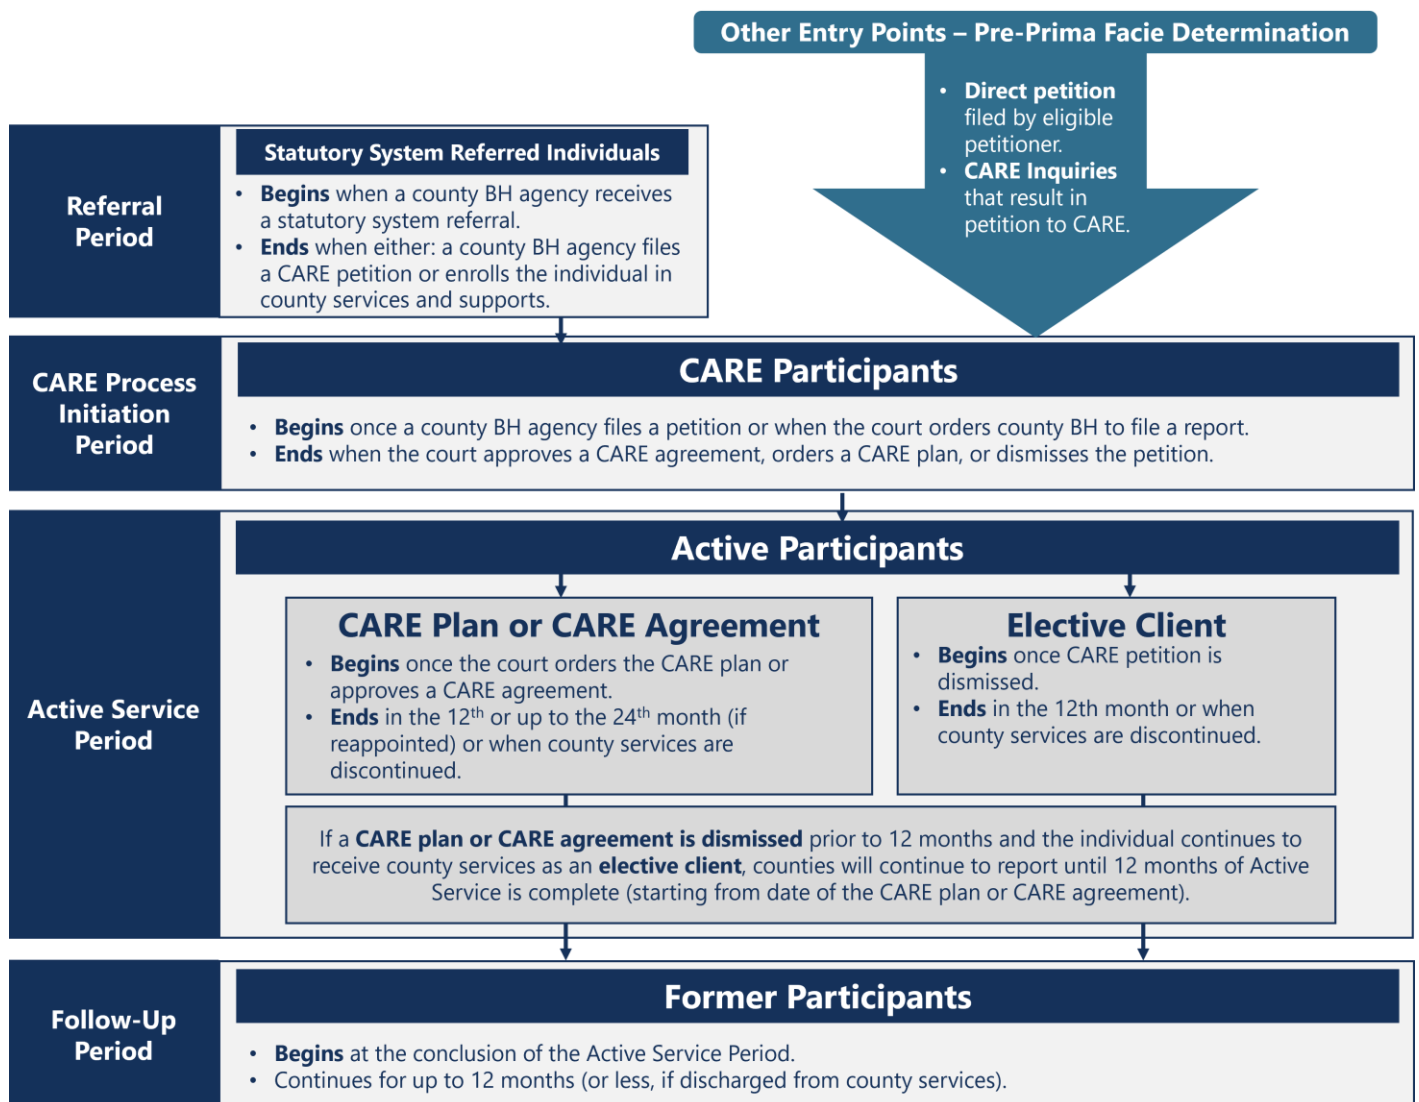 Other Entry Points – Pre-Prima Facie Determination
• Direct petition
filed by eligible
petitioner.
• CARE Inquiries
that result in
petition to CARE.
Referral
Period
Statutory System Referred Individuals
• Begins when a county BH agency receives
a statutory system referral.
• Ends when either: a county BH agency files
a CARE petition or enrolls the individual in
county services and supports.
CARE Process
Initiation
Period
CARE Participants
• Begins once a county BH agency files a petition or when the court orders county BH to file a report.
• Ends when the court approves a CARE agreement, orders a CARE plan, or dismisses the petition.
Active Service
Period
Active Participants
CARE Plan or CARE Agreement
• Begins once the court orders the CARE plan or
approves a CARE agreement.
• Ends in the 12th or up to the 24th month (if
reappointed) or when county services are
discontinued.
Elective Client
• Begins once CARE petition is
dismissed.
• Ends in the 12th month or when
county services are discontinued.
If a CARE plan or CARE agreement is dismissed prior to 12 months and the individual continues to
receive county services as an elective client, counties will continue to report until 12 months of Active
Service is complete (starting from date of the CARE plan or CARE agreement).
Follow-Up
Period
Former Participants
• Begins at the conclusion of the Active Service Period.
• Continues for up to 12 months (or less, if discharged from county services).